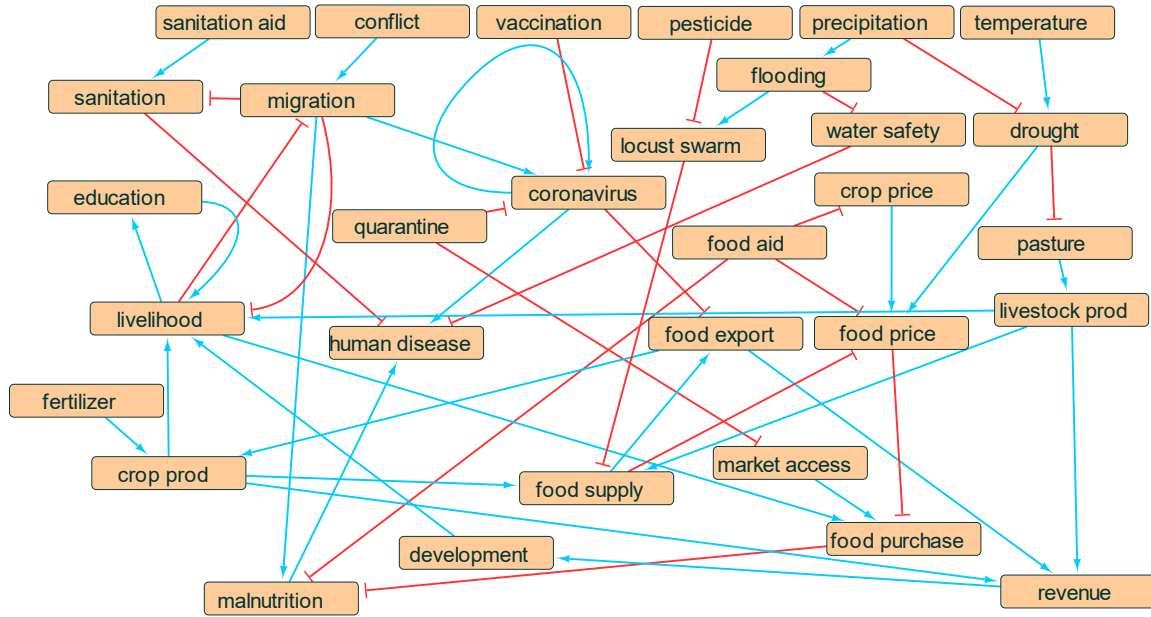 sanitation aid
conflict
vaccination
pesticide
precipitation
temperature
flooding
sanitation
migration
locust swarm
water safety
drought
education
coronavirus
crop price
quarantine
food aid
pasture
livelihood
human disease
food export
food price
livestock prod
fertilizer
crop prod
food supply
market access
development
food purchase
malnutrition
revenue